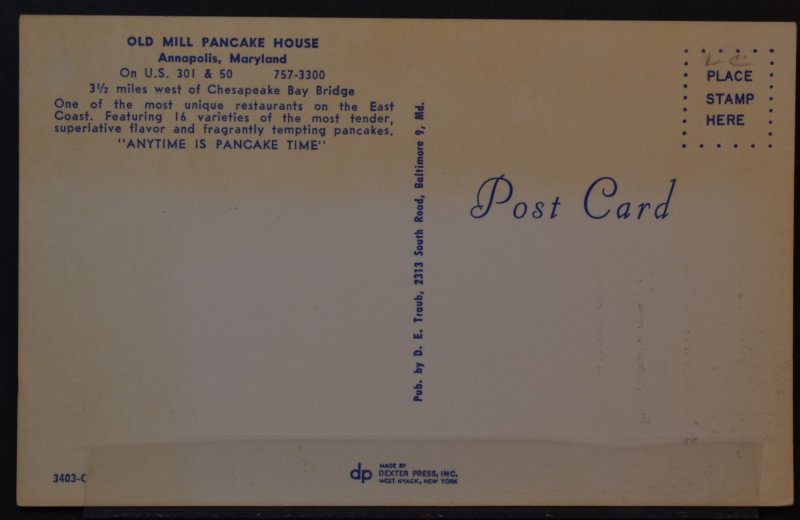 OLD MILL PANCAKE HOUSE
Annapolis, Maryland
On U.S. 301 & 50 757-3300
3½ miles west of Chesapeake Bay Bridge
One of the most unique restaurants on the East
Coast. Featuring 16 varieties of the most tender,
superlative flavor and fragrantly tempting pancakes.
"ANYTIME IS PANCAKE TIME"
Pub. by D. E. Traub, 2313 South Road, Baltimore 9, Md.
PLACE
STAMP
HERE
Post Card
3403-C
dp MADE BY
DEXTER PRESS, INC.
WEST NYACK, NEW YORK